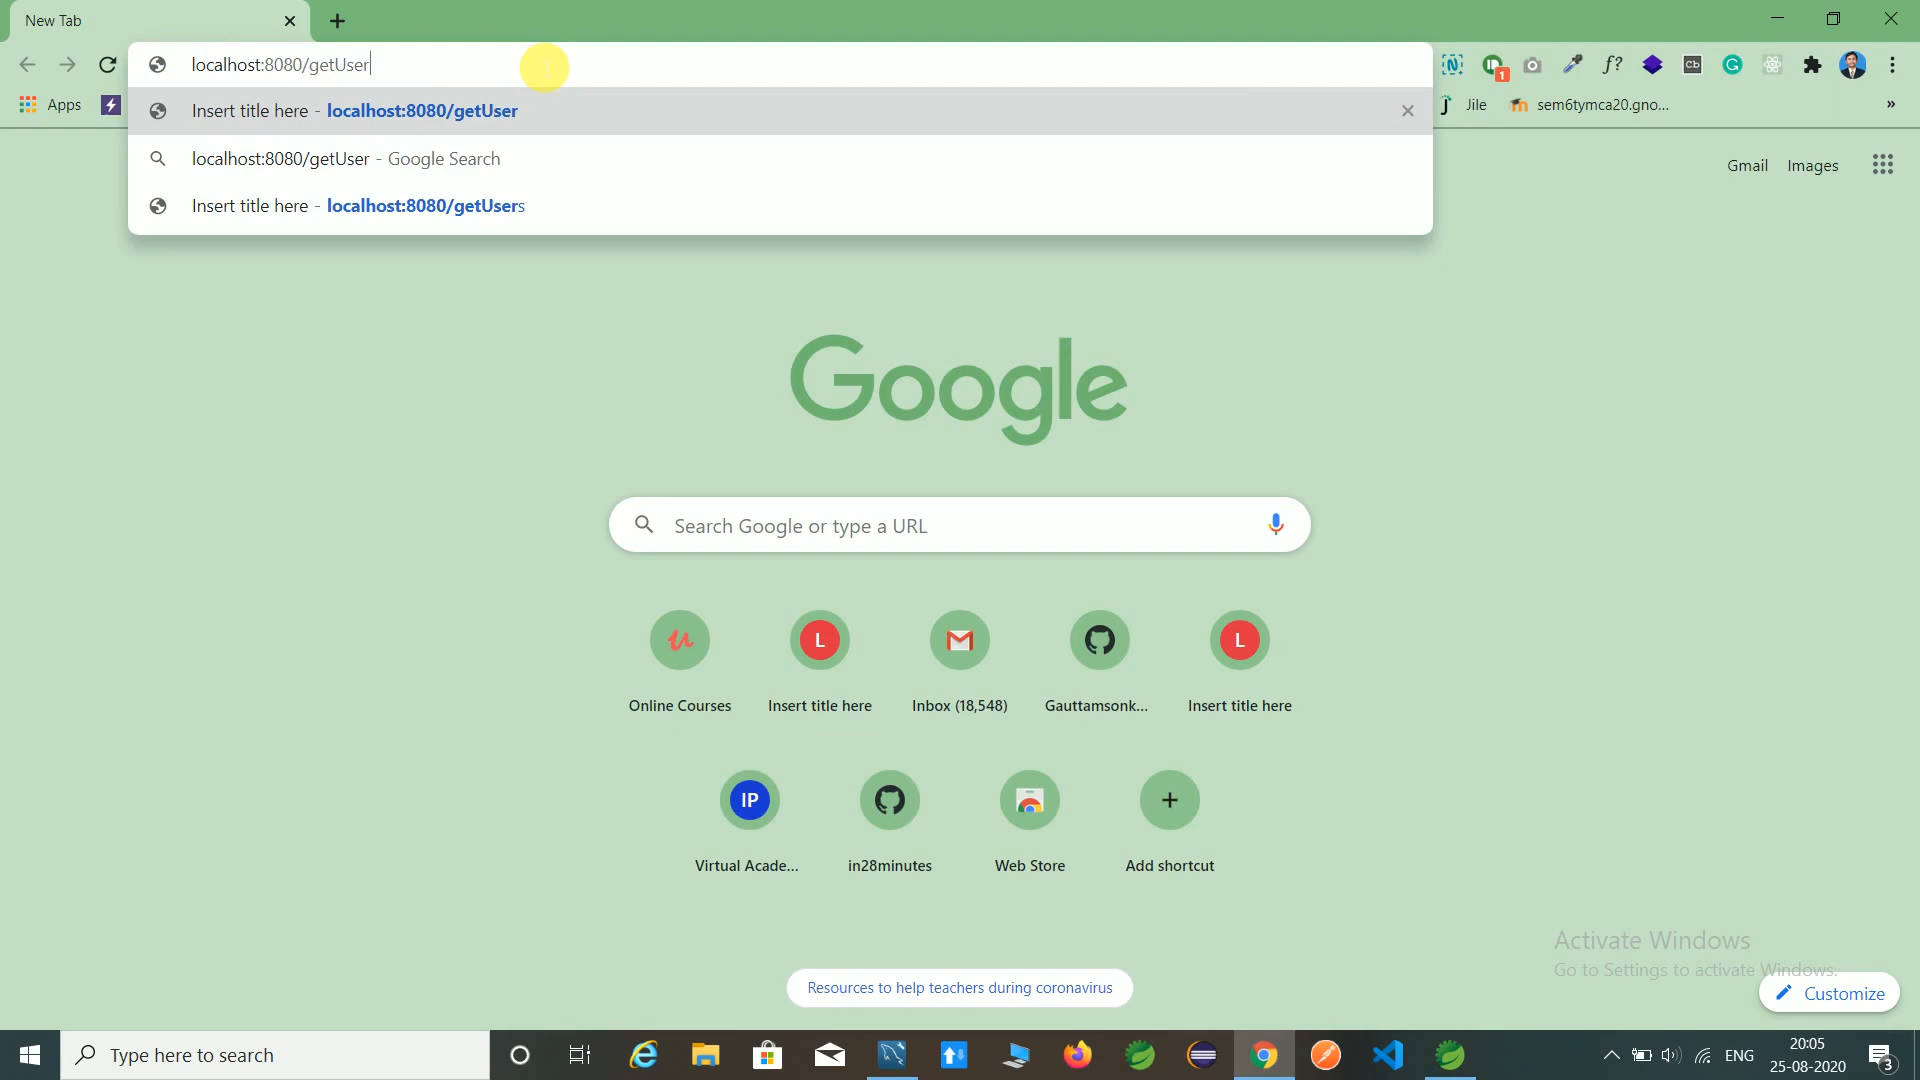 New Tab
localhost:8080/getUser
Insert title here - localhost:8080/getUser
localhost:8080/getUser - Google Search
Insert title here - localhost:8080/getUsers
1
f?
Cb
G
Apps
Jile
sem6tymca20.gno...
»
Gmail
Images
Google
Search Google or type a URL
L
L
Online Courses
Insert title here
Inbox (18,548)
Gauttamsonk...
Insert title here
IP
Virtual Acade...
in28minutes
Web Store
Add shortcut
Activate Windows
Go to Settings to activate Windows.
Resources to help teachers during coronavirus
Customize
Type here to search
ENG
20:05
25-08-2020
3